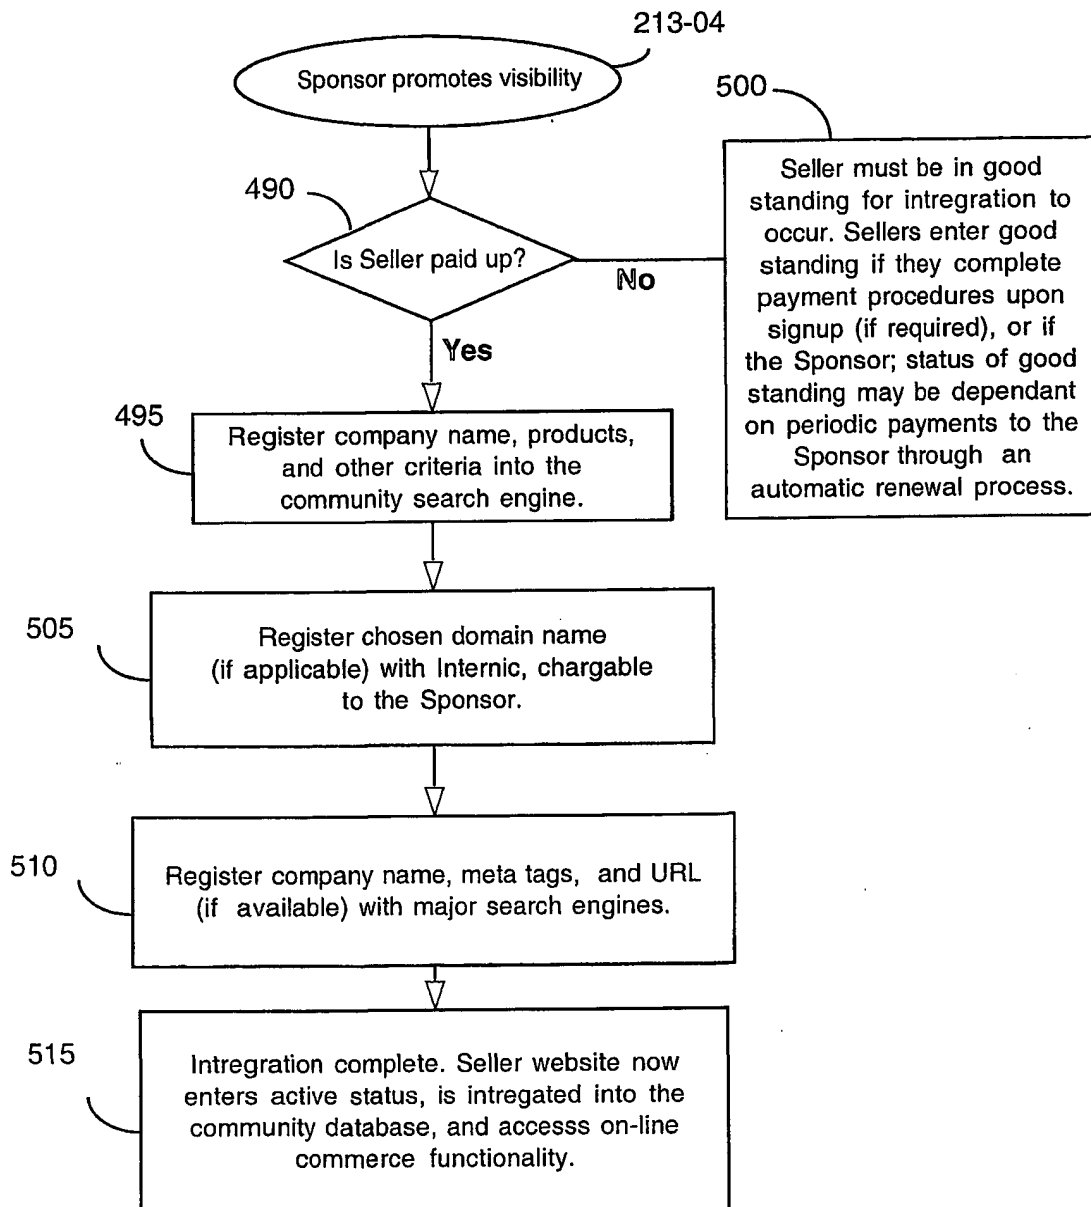 213-04
Sponsor promotes visibility
500
Seller must be in good
standing for intregration to
occur. Sellers enter good
standing if they complete
payment procedures upon
signup (if required), or if
the Sponsor; status of good
standing may be dependant
on periodic payments to the
Sponsor through an
automatic renewal process.
490
Is Seller paid up?
No
Yes
495
Register company name, products,
and other criteria into the
community search engine.
505
Register chosen domain name
(if applicable) with Internic, chargable
to the Sponsor.
510
Register company name, meta tags, and URL
(if available) with major search engines.
515
Intregration complete. Seller website now
enters active status, is intregated into the
community database, and accesss on-line
commerce functionality.